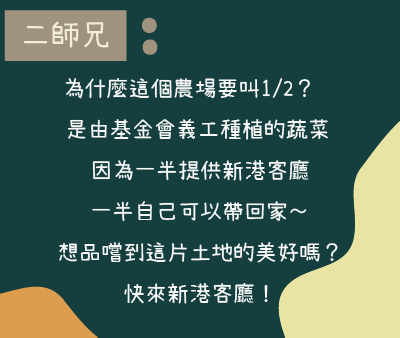 二師兄：
為什麼這個農場要叫1/2？
是由基金會義工種植的蔬菜
因為一半提供新港客廳
一半自己可以帶回家～
想品嚐到這片土地的美好嗎？
快來新港客廳！